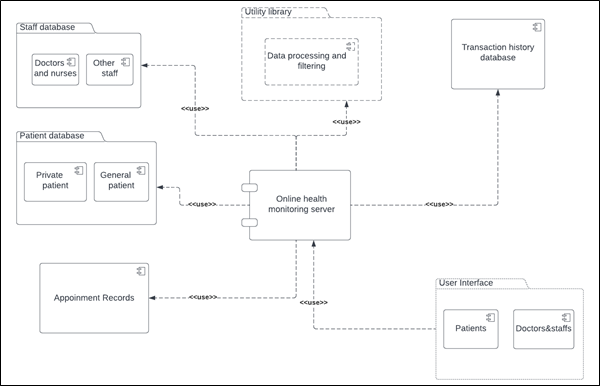 Staff database
Doctors
and nurses
Other
staff
Utility library
Data processing and
filtering
Transaction history
database
<<use>>
<<use>>
Patient database
Private
patient
General
patient
Online health
monitoring server
<<use>>
<<use>>
Appoinment Records
<<use>>
<<use>>
User Interface
Patients
Doctors&staffs